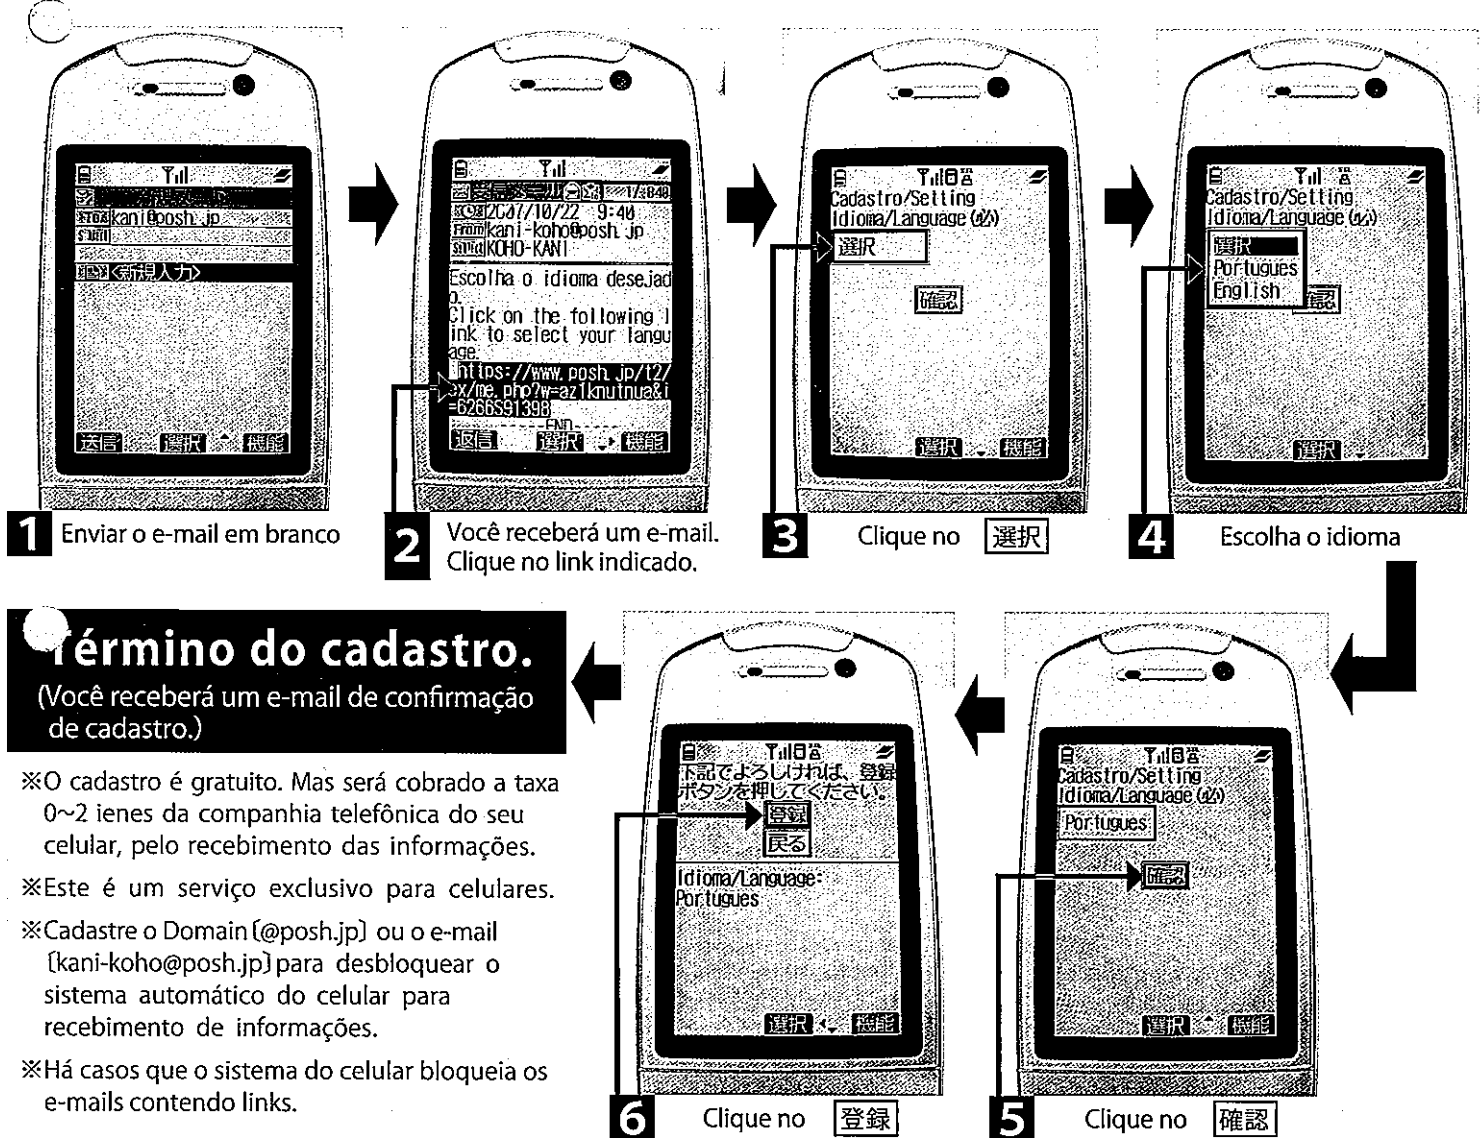 kani@posh.jp
<新規入力>
送信 選択 機能
1 Enviar o e-mail em branco
2007/10/22 9:40
From kani-koho@posh.jp
KOHO-KANI
Escolha o idioma desejad
o.
Click on the following l
ink to select your langu
age.
https://www.posh.jp/t2/
ex/me.php?w=az1knutnua&i
=6266S91398
END
返信 選択 機能
2 Você receberá um e-mail.
Clique no link indicado.
Cadastro/Setting
Idioma/Language(必)
選択
確認
選択 機能
3 Clique no 選択
Cadastro/Setting
Idioma/Language(必)
選択
Portugues
English
確認
選択
4 Escolha o idioma
Cadastro/Setting
Idioma/Language(必)
Portugues
確認
選択 機能
5 Clique no 確認
下記でよろしければ、登録
ボタンを押してください。
登録
戻る
Idioma/Language:
Portugues
選択 機能
6 Clique no 登録
Término do cadastro.
(Você receberá um e-mail de confirmação
de cadastro.)
※O cadastro é gratuito. Mas será cobrado a taxa
0~2 ienes da companhia telefônica do seu
celular, pelo recebimento das informações.
※Este é um serviço exclusivo para celulares.
※Cadastre o Domain〔@posh.jp〕ou o e-mail
〔kani-koho@posh.jp〕para desbloquear o
sistema automático do celular para
recebimento de informações.
※Há casos que o sistema do celular bloqueia os
e-mails contendo links.